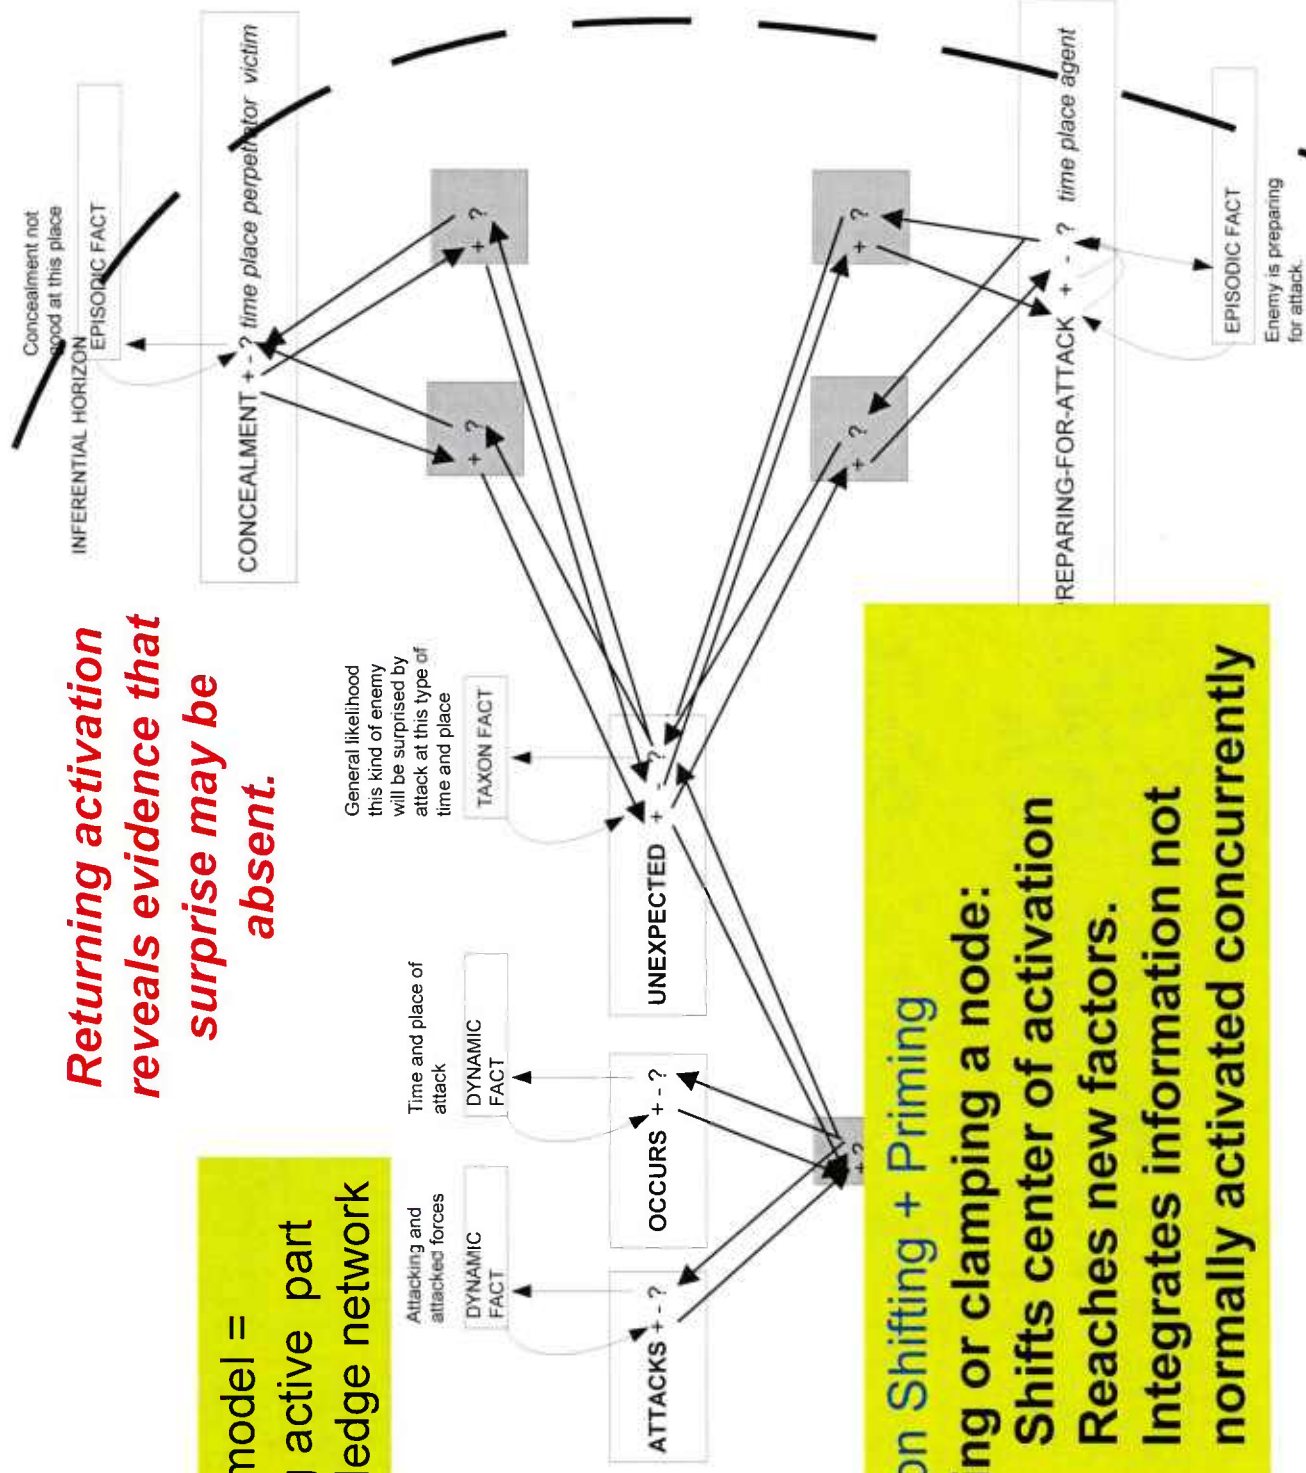 Returning activation
reveals evidence that
surprise may be
absent.
model =
active part
edge network
Concealment not
good at this place
INFERENTIAL HORIZON
EPISODIC FACT
CONCEALMENT + - ? time place perpetrator victim
+ ?
+ ?
General likelihood
this kind of enemy
will be surprised by
attack at this type of
time and place
TAXON FACT
Time and place of
attack
DYNAMIC
FACT
Attacking and
attacked forces
DYNAMIC
FACT
ATTACKS + - ?
OCCURS + - ?
UNEXPECTED + - ?
+ ?
+ ?
+ ?
REPARING-FOR-ATTACK + - ? time place agent
EPISODIC FACT
Enemy is preparing
for attack.
on Shifting + Priming
ng or clamping a node:
Shifts center of activation
Reaches new factors.
Integrates information not
normally activated concurrently